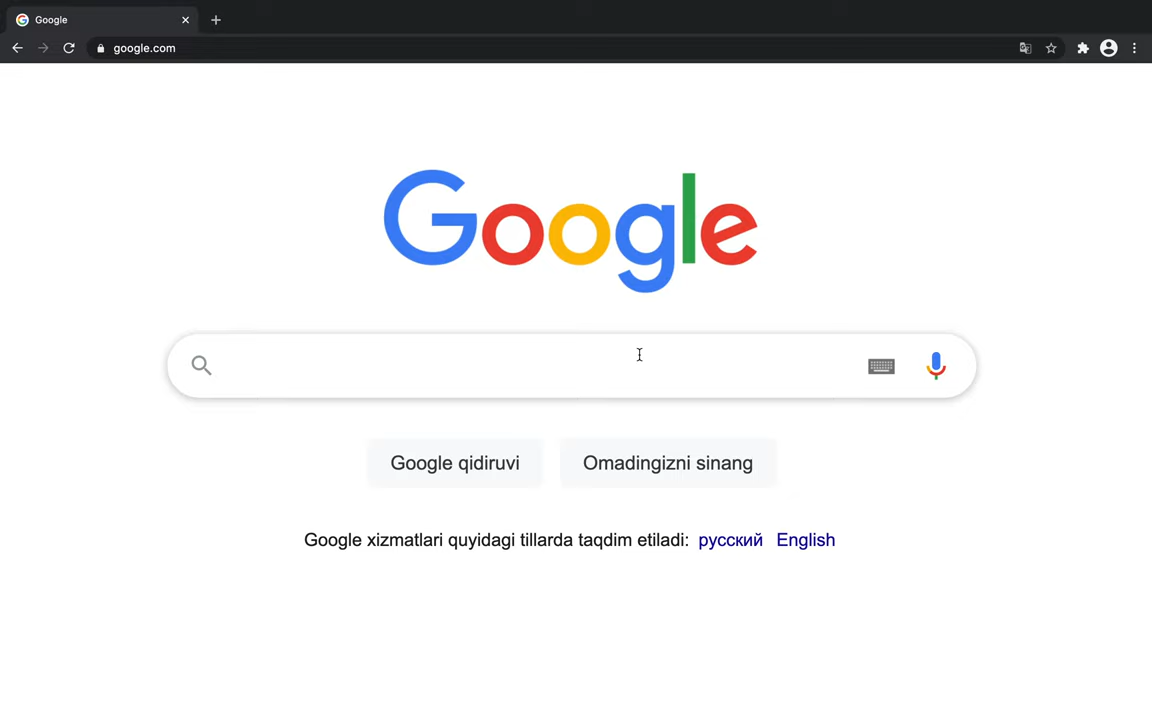 Google
google.com
Google
Google qidiruvi
Omadingizni sinang
Google xizmatlari quyidagi tillarda taqdim etiladi: русский English